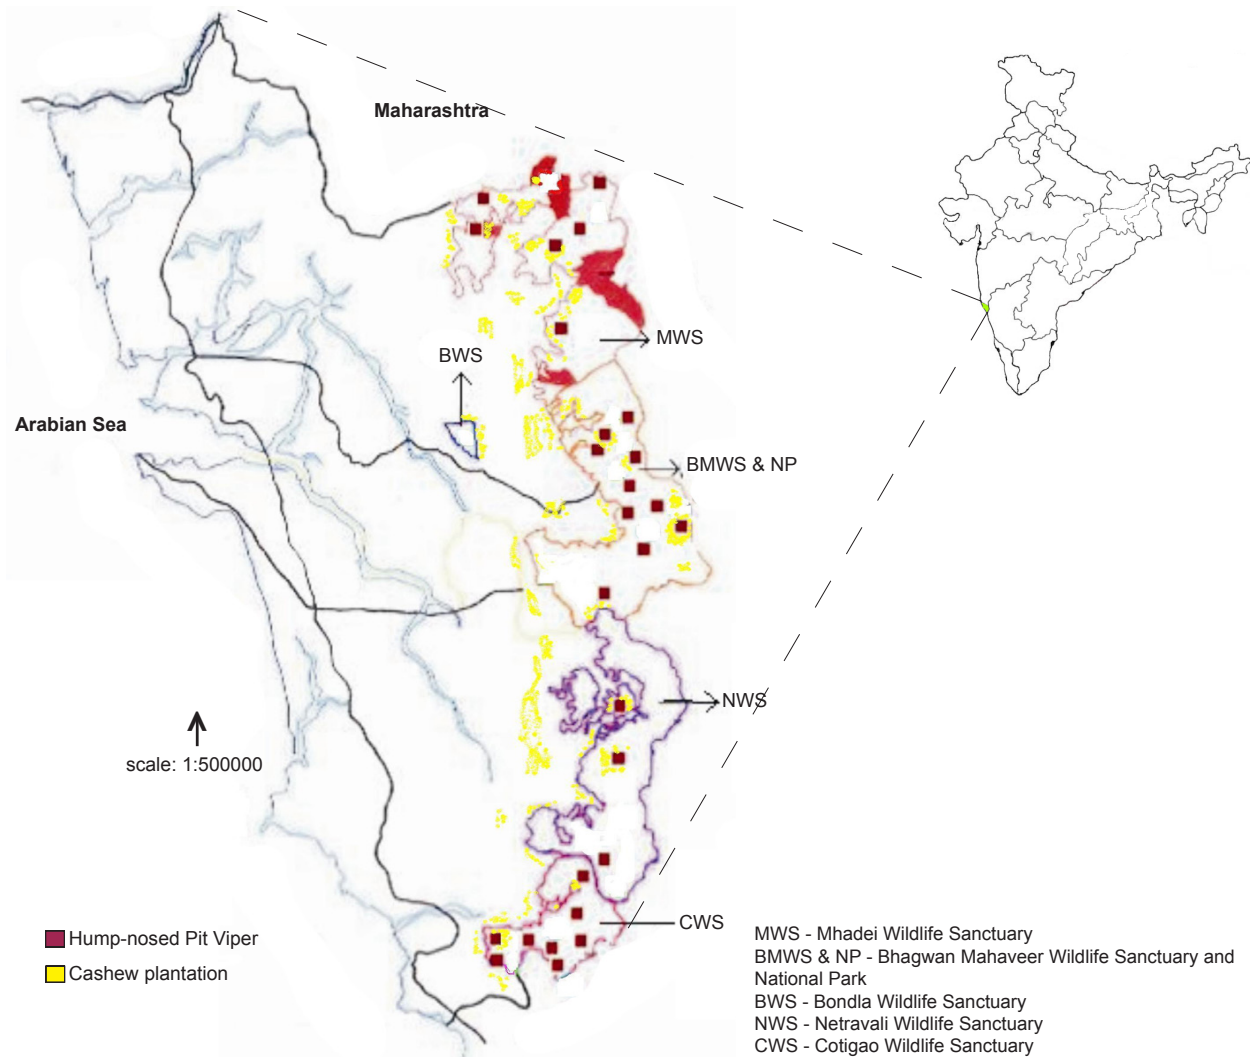 Maharashtra
MWS
BWS
Arabian Sea
BMWS & NP
NWS
scale: 1:500000
CWS
Hump-nosed Pit Viper
Cashew plantation
MWS - Mhadei Wildlife Sanctuary
BMWS & NP - Bhagwan Mahaveer Wildlife Sanctuary and
National Park
BWS - Bondla Wildlife Sanctuary
NWS - Netravali Wildlife Sanctuary
CWS - Cotigao Wildlife Sanctuary